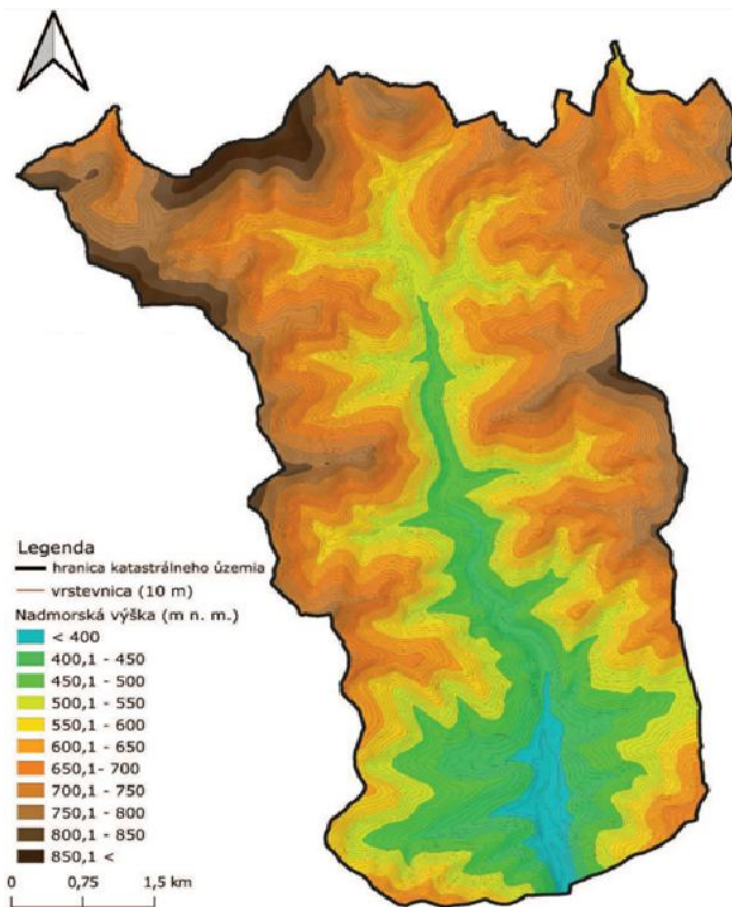 Legenda
hranica katastrálneho územia
vrstevnica (10 m)
Nadmorská výška (m n. m.)
< 400
400,1 - 450
450,1 - 500
500,1 - 550
550,1 - 600
600,1 - 650
650,1- 700
700,1 - 750
750,1 - 800
800,1 - 850
850,1 <
0 0,75 1,5 km